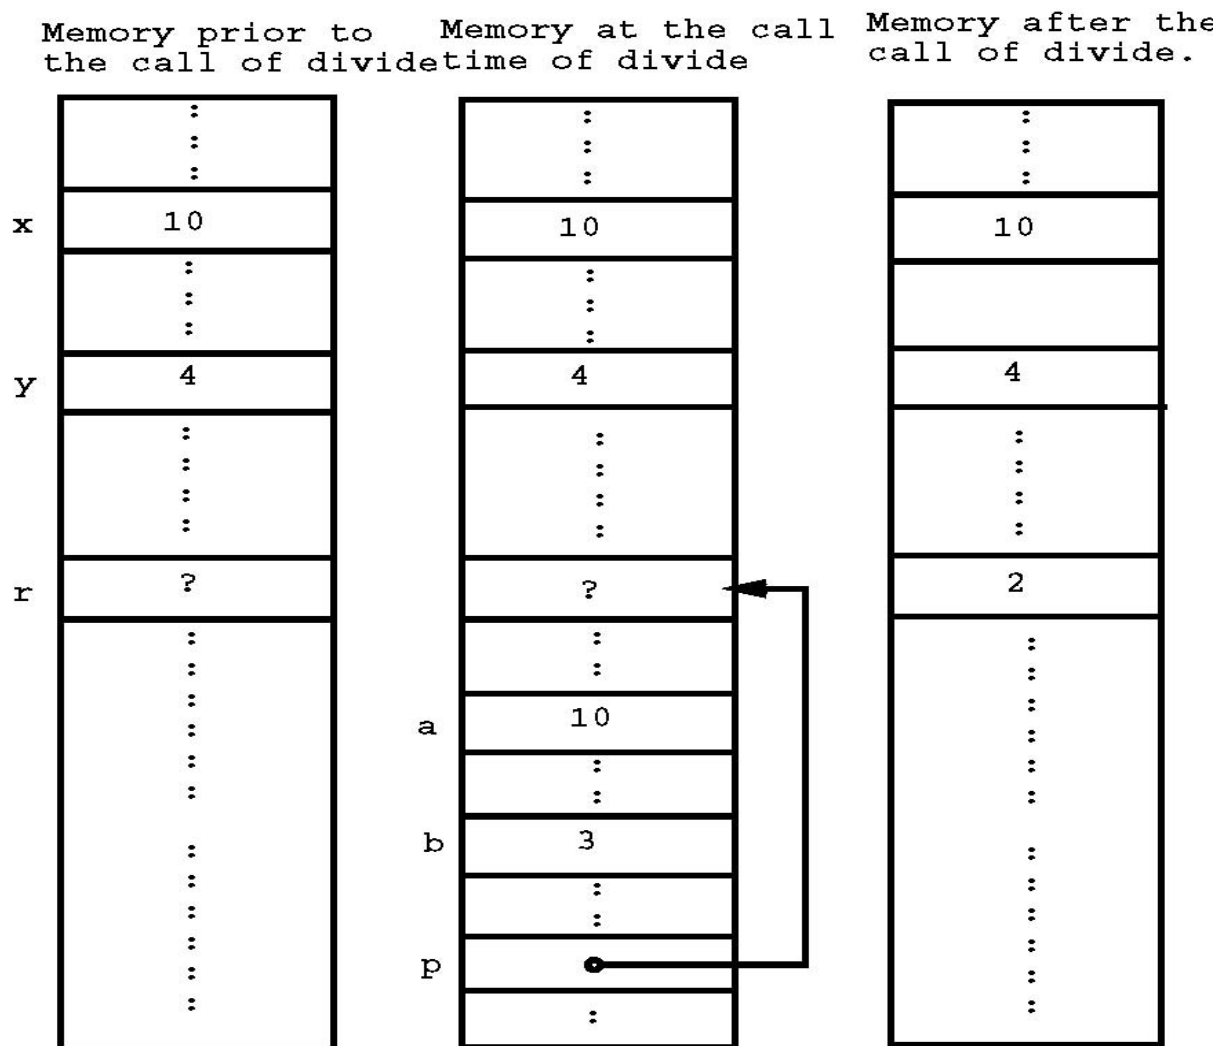 Memory prior to
the call of divide
Memory at the call
time of divide
Memory after the
call of divide.
x
10
10
10
y
4
4
4
r
?
?
2
a
10
b
3
p